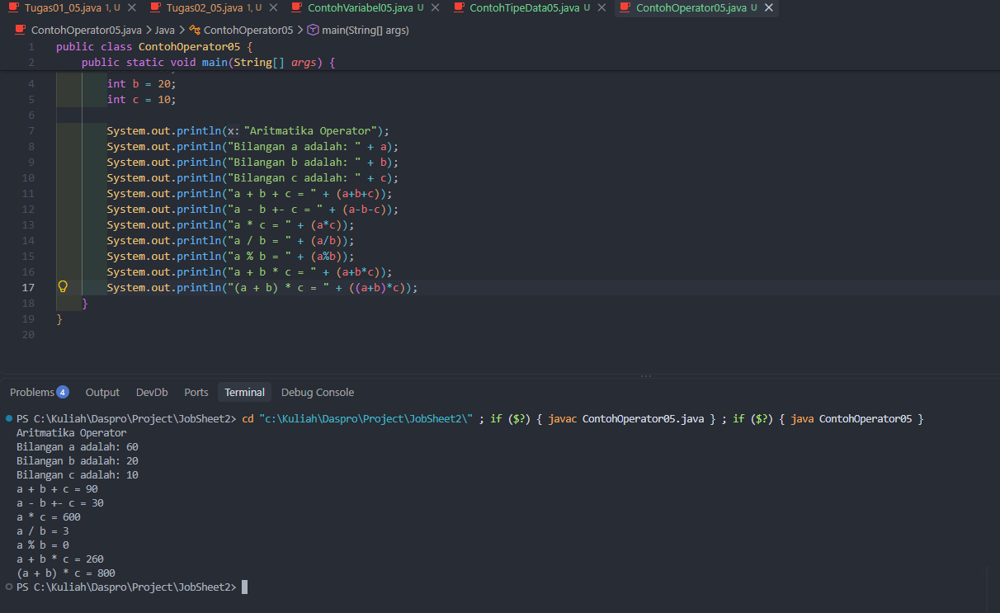 Tugas01_05.java 1, U Tugas02_05.java 1, U ContohVariabel05.java U ContohTipeData05.java U ContohOperator05.java U
ContohOperator05.java > Java > ContohOperator05 > main(String[] args)
1 public class ContohOperator05 {
2 public static void main(String[] args) {
4 int b = 20;
5 int c = 10;
6
7 System.out.println(x: "Aritmatika Operator");
8 System.out.println("Bilangan a adalah: " + a);
9 System.out.println("Bilangan b adalah: " + b);
10 System.out.println("Bilangan c adalah: " + c);
11 System.out.println("a + b + c = " + (a+b+c));
12 System.out.println("a - b +- c = " + (a-b-c));
13 System.out.println("a * c = " + (a*c));
14 System.out.println("a / b = " + (a/b));
15 System.out.println("a % b = " + (a%b));
16 System.out.println("a + b * c = " + (a+b*c));
17 System.out.println("(a + b) * c = " + ((a+b)*c));
18 }
19 }
20
Problems 4 Output DevDb Ports Terminal Debug Console
PS C:\Kuliah\Daspro\Project\JobSheet2> cd "c:\Kuliah\Daspro\Project\JobSheet2\" ; if ($?) { javac ContohOperator05.java } ; if ($?) { java ContohOperator05 }
Aritmatika Operator
Bilangan a adalah: 60
Bilangan b adalah: 20
Bilangan c adalah: 10
a + b + c = 90
a - b +- c = 30
a * c = 600
a / b = 3
a % b = 0
a + b * c = 260
(a + b) * c = 800
PS C:\Kuliah\Daspro\Project\JobSheet2>